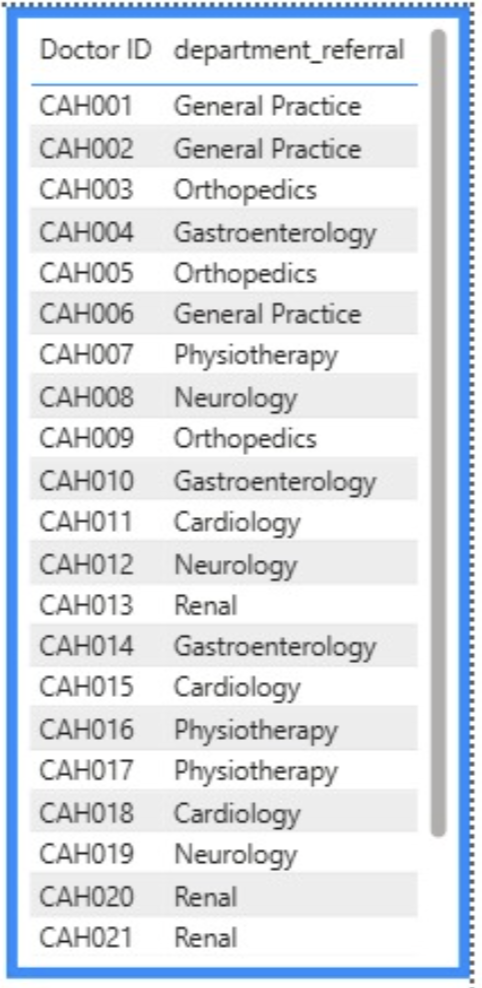 Doctor ID department_referral
CAH001 General Practice
CAH002 General Practice
CAH003 Orthopedics
CAH004 Gastroenterology
CAH005 Orthopedics
CAH006 General Practice
CAH007 Physiotherapy
CAH008 Neurology
CAH009 Orthopedics
CAH010 Gastroenterology
CAH011 Cardiology
CAH012 Neurology
CAH013 Renal
CAH014 Gastroenterology
CAH015 Cardiology
CAH016 Physiotherapy
CAH017 Physiotherapy
CAH018 Cardiology
CAH019 Neurology
CAH020 Renal
CAH021 Renal